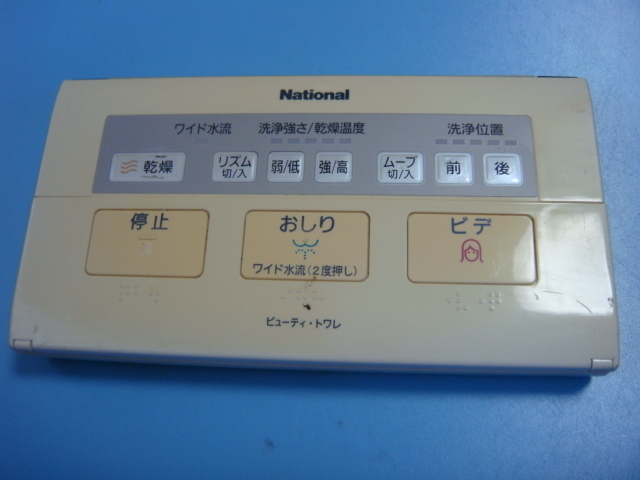 National
ワイド水流 洗浄強さ/乾燥温度 洗浄位置
乾燥 リズム 切/入 弱/低 強/高 ムーブ 切/入 前 後
停止 おしり ビデ
ワイド水流(2度押し)
ビューティ・トワレ